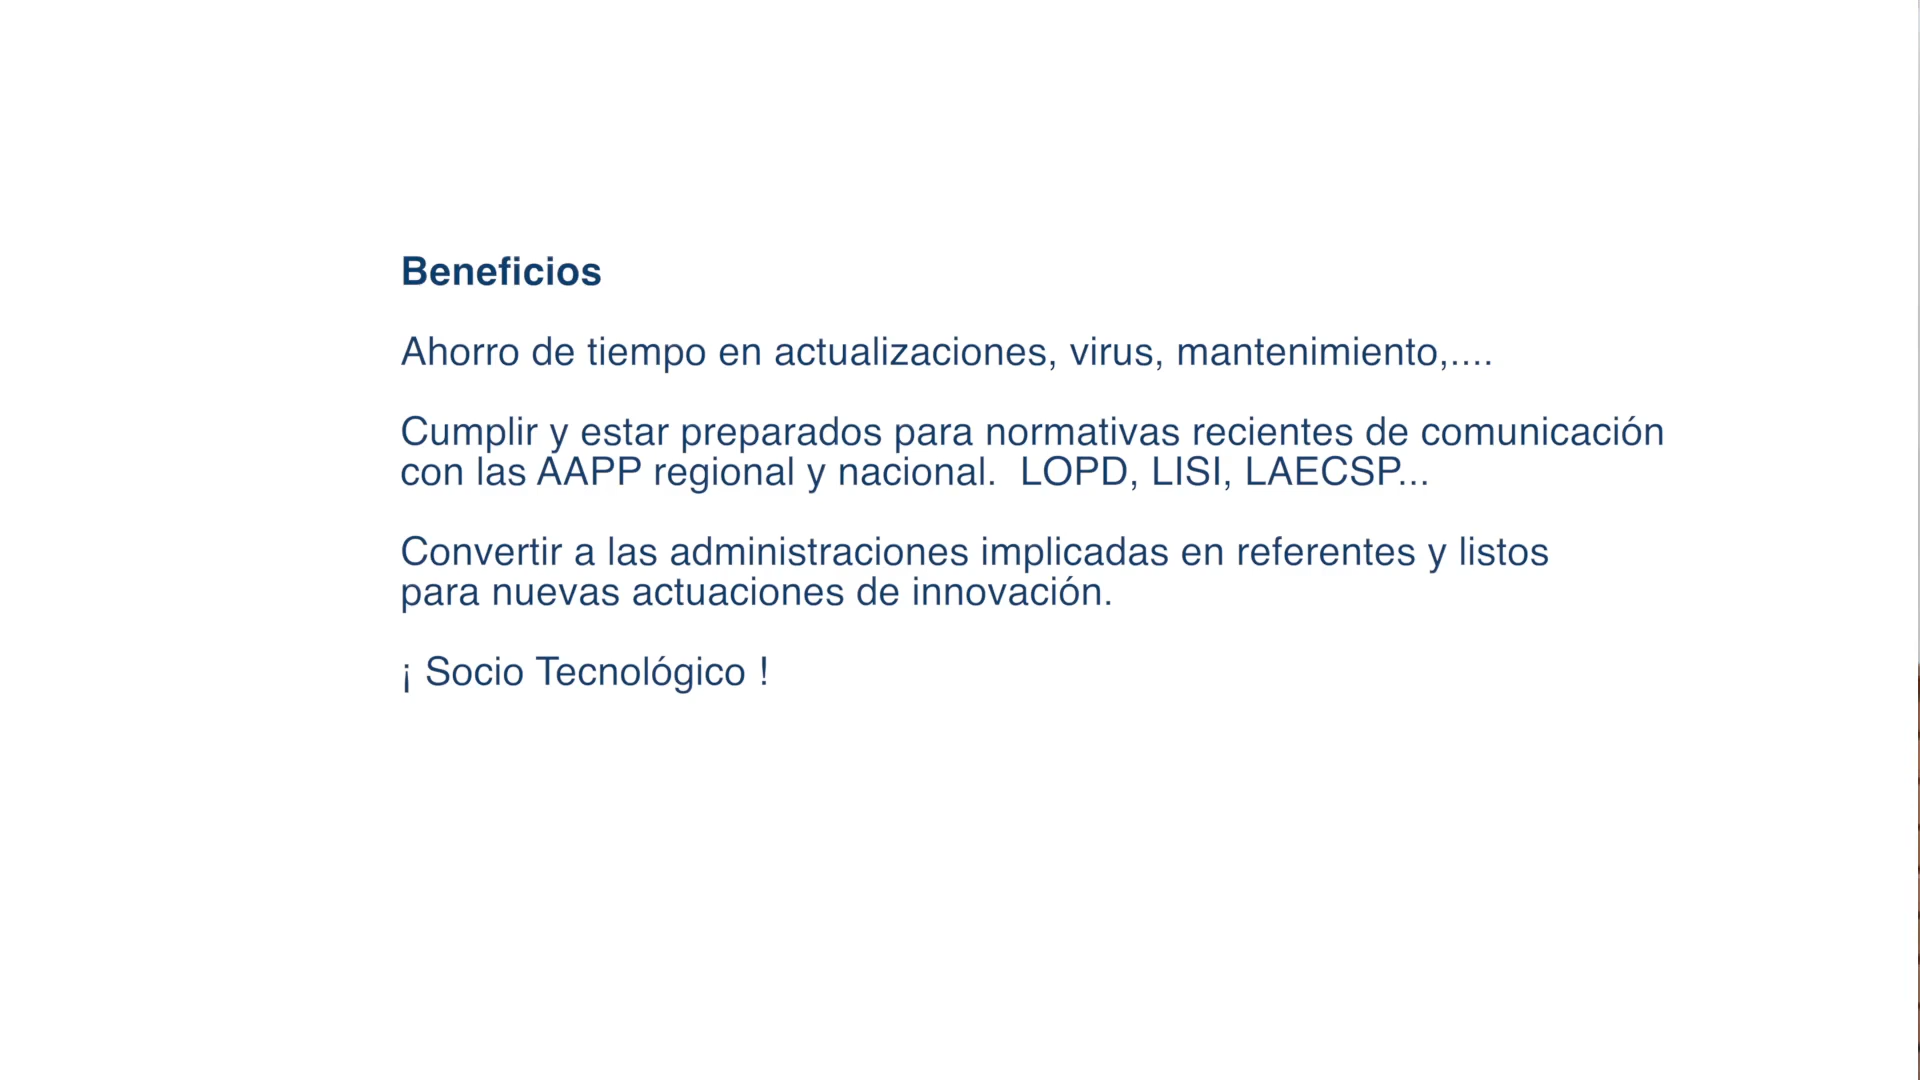 Beneficios
Ahorro de tiempo en actualizaciones, virus, mantenimiento,....
Cumplir y estar preparados para normativas recientes de comunicación
con las AAPP regional y nacional.  LOPD, LISI, LAECSP...
Convertir a las administraciones implicadas en referentes y listos
para nuevas actuaciones de innovación.
¡ Socio Tecnológico !